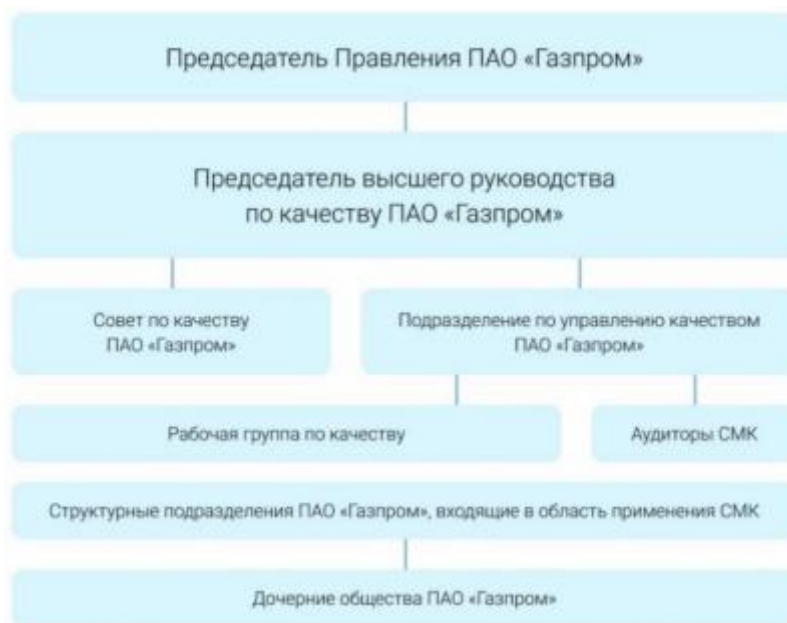 Председатель Правления ПАО «Газпром»
Председатель высшего руководства
по качеству ПАО «Газпром»
Совет по качеству
ПАО «Газпром»
Подразделение по управлению качеством
ПАО «Газпром»
Рабочая группа по качеству
Аудиторы СМК
Структурные подразделения ПАО «Газпром», входящие в область применения СМК
Дочерние общества ПАО «Газпром»